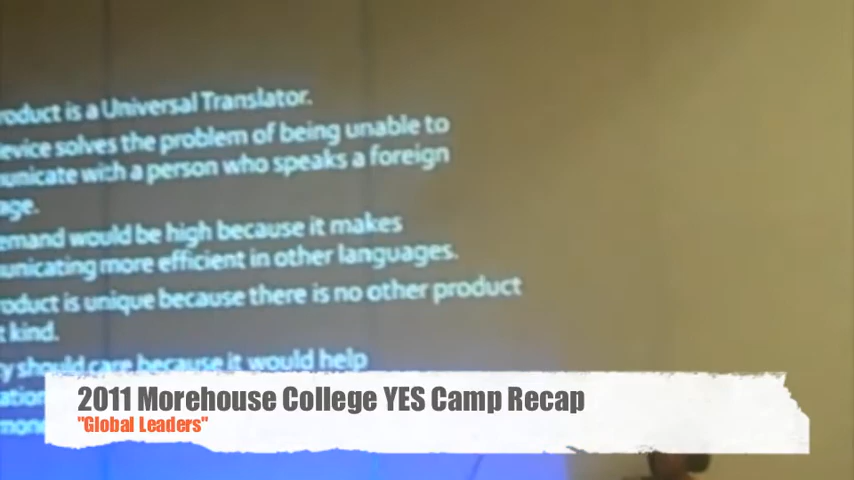 roduct is a Universal Translator.
evice solves the problem of being unable to
unicate with a person who speaks a foreign
age.
emand would be high because it makes
unicating more efficient in other languages.
roduct is unique because there is no other product
t kind.
y should care because it would help
ation
mone
2011 Morehouse College YES Camp Recap
"Global Leaders"